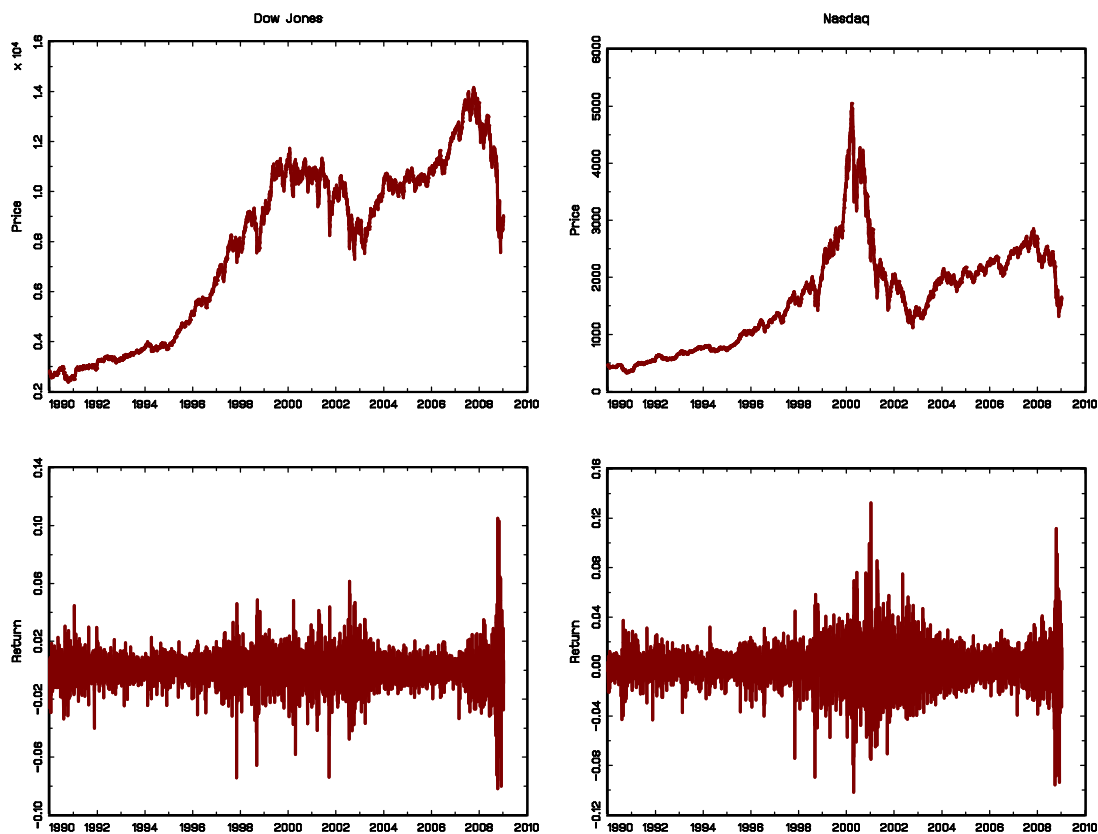 Dow Jones
Price
× 10⁴
0.2 0.4 0.6 0.8 1.0 1.2 1.4 1.6
1990 1992 1994 1996 1998 2000 2002 2004 2006 2008 2010
Nasdaq
Price
0 1000 2000 3000 4000 5000 6000
1990 1992 1994 1996 1998 2000 2002 2004 2006 2008 2010
Return
-0.10 -0.06 -0.02 0.02 0.06 0.10 0.14
1990 1992 1994 1996 1998 2000 2002 2004 2006 2008 2010
Return
-0.12 -0.08 -0.04 0.00 0.04 0.08 0.12 0.16
1990 1992 1994 1996 1998 2000 2002 2004 2006 2008 2010